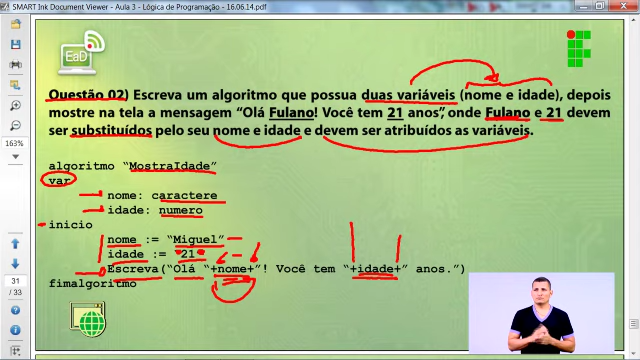 SMART Ink Document Viewer - Aula 3 - Lógica de Programação - 16.06.14.pdf
EaD
Questão 02) Escreva um algoritmo que possua duas variáveis (nome e idade), depois
mostre na tela a mensagem “Olá Fulano! Você tem 21 anos”, onde Fulano e 21 devem
ser substituídos pelo seu nome e idade e devem ser atribuídos as variáveis.
algoritmo “MostraIdade”
var
nome: caractere
idade: numero
inicio
nome := “Miguel”
idade := “21”
Escreva(“Olá “+nome+”! Você tem “+idade+” anos.”)
fimalgoritmo
163%
31
/ 33